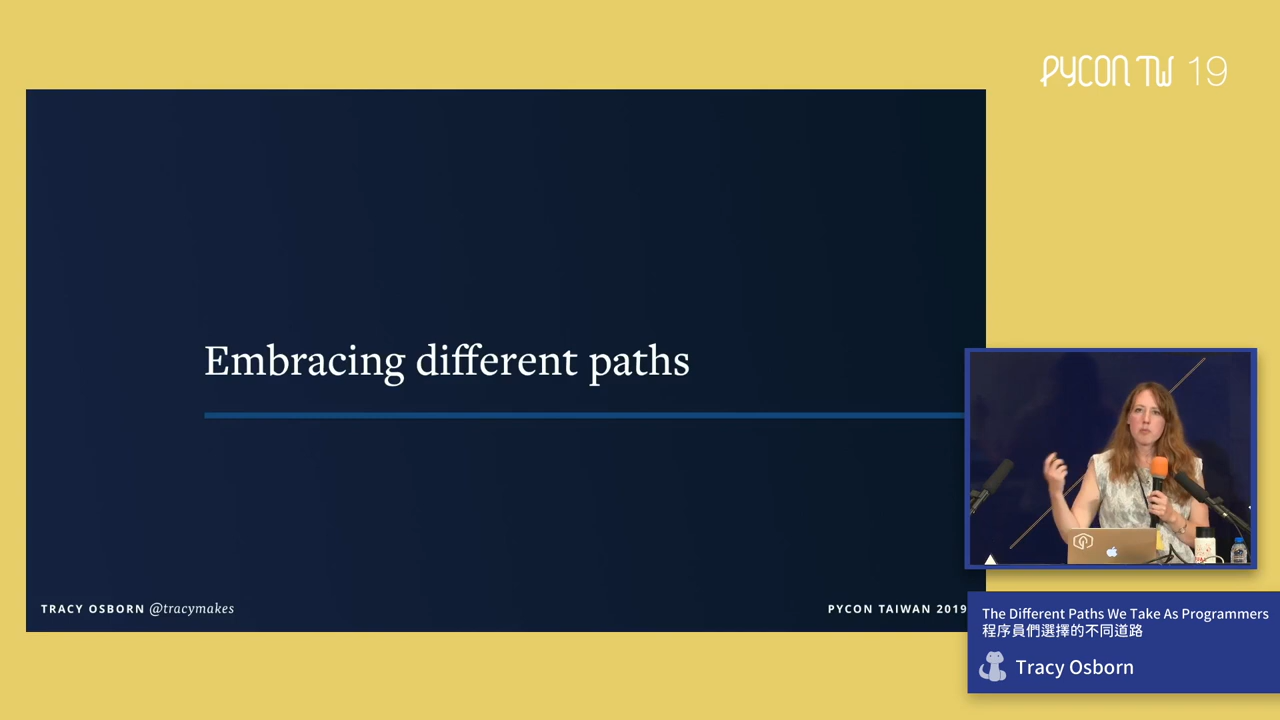 PYCON TW 19
Embracing different paths
TRACY OSBORN @tracymakes
PYCON TAIWAN 2019
The Different Paths We Take As Programmers
程序員們選擇的不同道路
Tracy Osborn